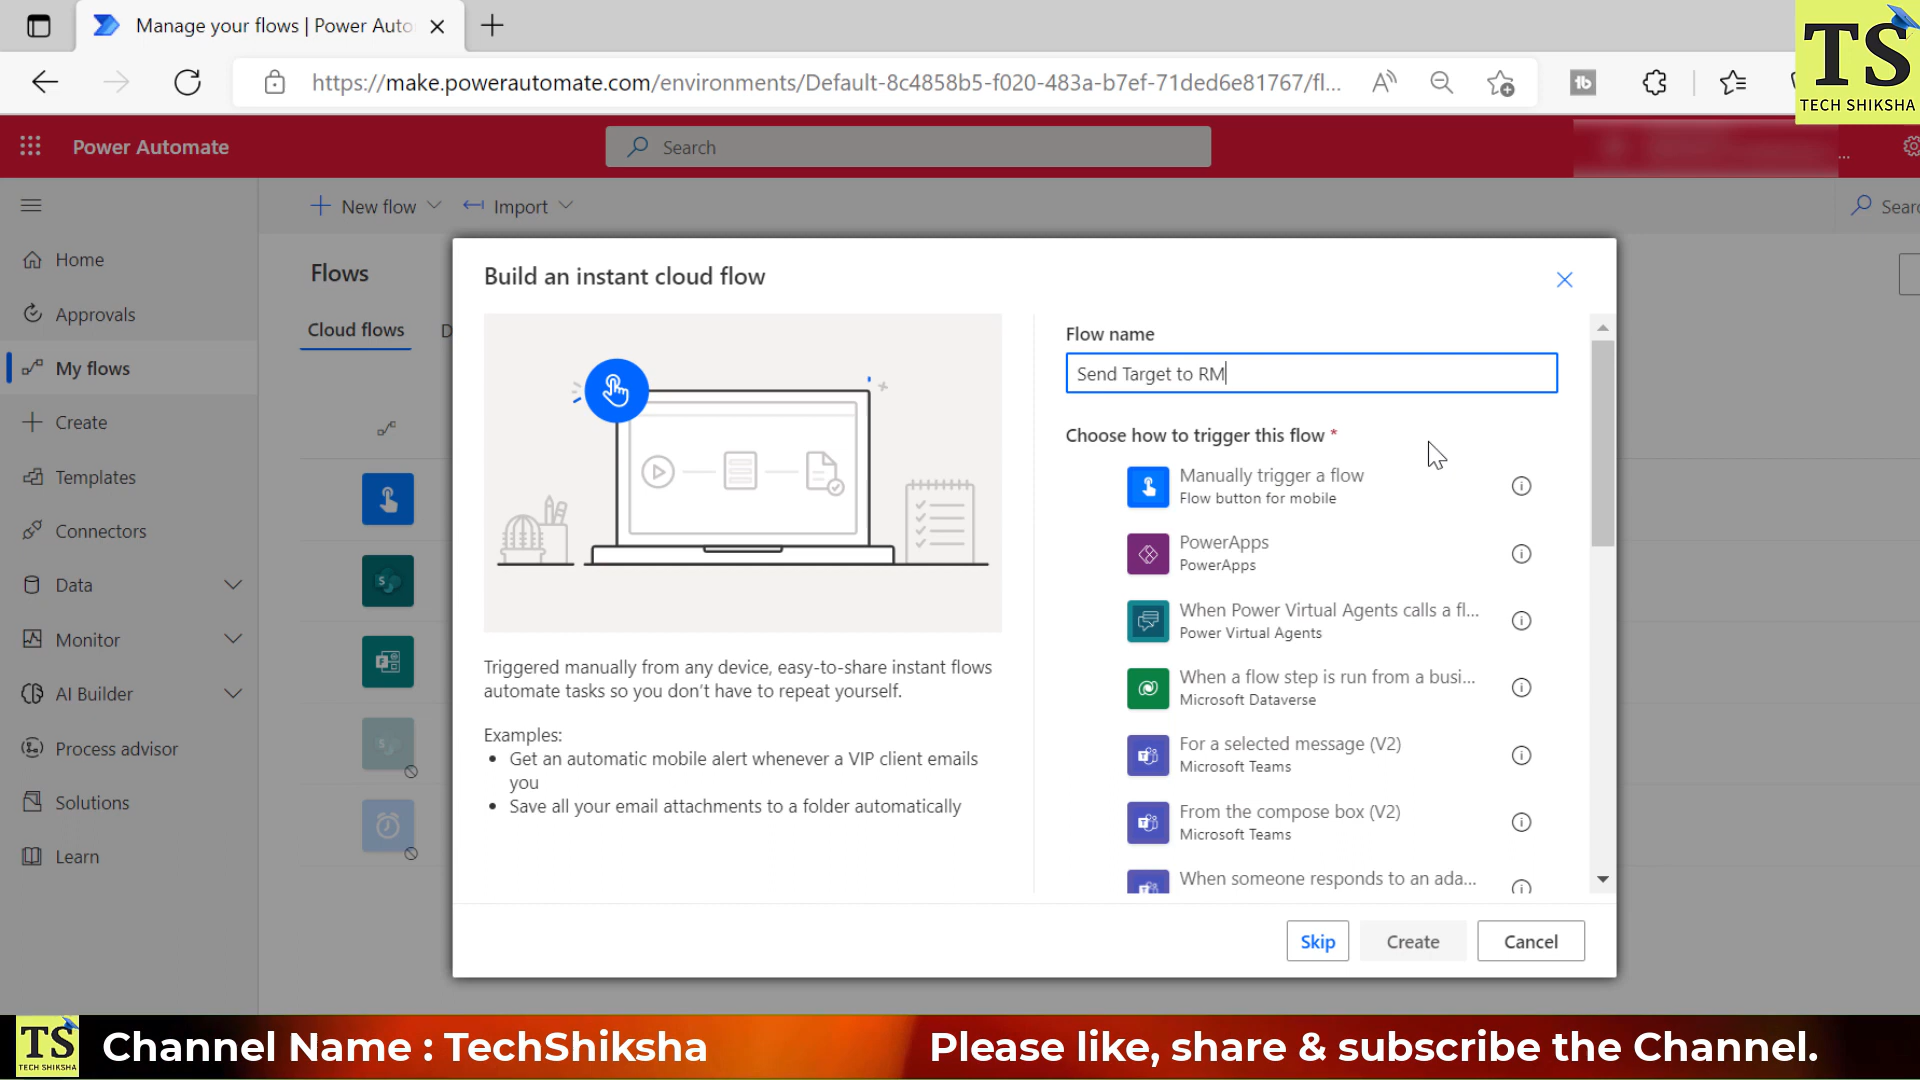 Manage your flows | Power Auto
https://make.powerautomate.com/environments/Default-8c4858b5-f020-483a-b7ef-71ded6e81767/fl...
TS
TECH SHIKSHA
Power Automate
Search
...
New flow
Import
Sear
Home
Approvals
My flows
Create
Templates
Connectors
Data
Monitor
AI Builder
Process advisor
Solutions
Learn
Flows
Cloud flows
D
Build an instant cloud flow
Triggered manually from any device, easy-to-share instant flows
automate tasks so you don't have to repeat yourself.
Examples:
• Get an automatic mobile alert whenever a VIP client emails
you
• Save all your email attachments to a folder automatically
Flow name
Send Target to RM
Choose how to trigger this flow *
Manually trigger a flow
Flow button for mobile
PowerApps
PowerApps
When Power Virtual Agents calls a fl...
Power Virtual Agents
When a flow step is run from a busi...
Microsoft Dataverse
For a selected message (V2)
Microsoft Teams
From the compose box (V2)
Microsoft Teams
When someone responds to an ada...
Skip
Create
Cancel
TS
TECH SHIKSHA
Channel Name : TechShiksha
Please like, share & subscribe the Channel.